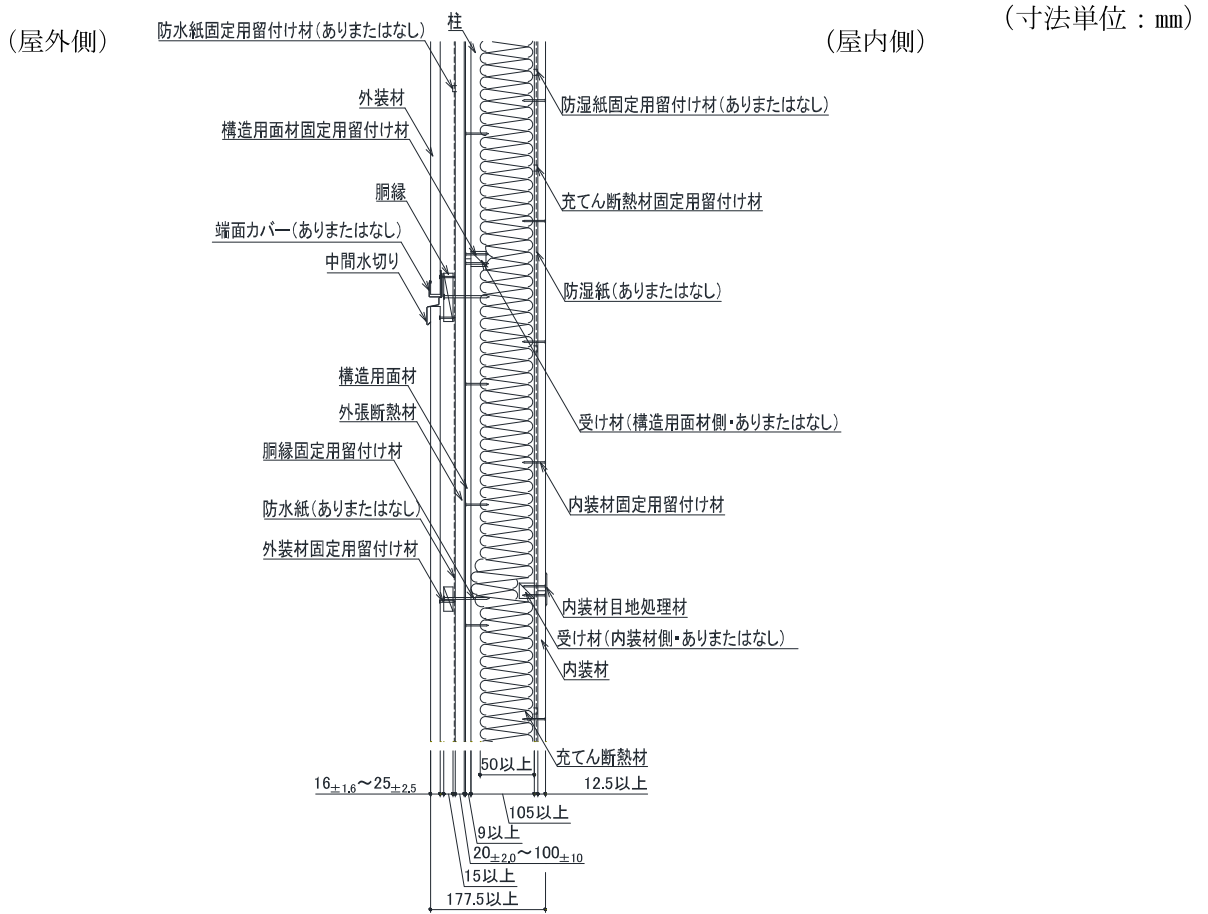 (寸法単位:mm)
(屋外側)
(屋内側)
柱
防水紙固定用留付け材(ありまたはなし)
外装材
構造用面材固定用留付け材
胴縁
端面カバー(ありまたはなし)
中間水切り
構造用面材
外張断熱材
胴縁固定用留付け材
防水紙(ありまたはなし)
外装材固定用留付け材
防湿紙固定用留付け材(ありまたはなし)
充てん断熱材固定用留付け材
防湿紙(ありまたはなし)
受け材(構造用面材側・ありまたはなし)
内装材固定用留付け材
内装材目地処理材
受け材(内装材側・ありまたはなし)
内装材
充てん断熱材
50以上
16±1.6~25±2.5
12.5以上
105以上
9以上
20±2.0~100±10
15以上
177.5以上